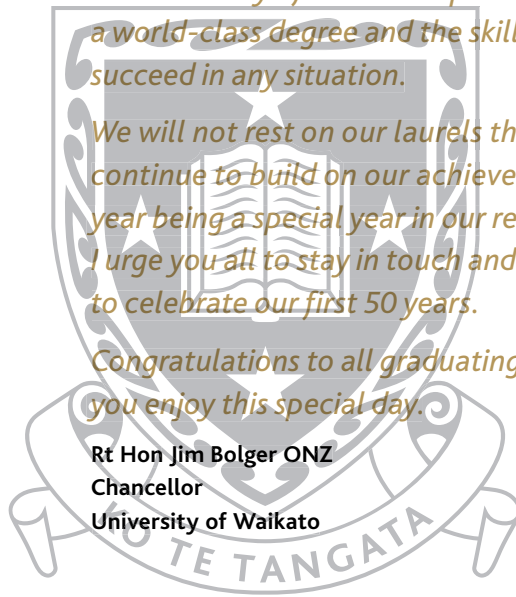 a world-class degree and the skill
succeed in any situation.
We will not rest on our laurels th
continue to build on our achieve
year being a special year in our re
I urge you all to stay in touch and
to celebrate our first 50 years.
Congratulations to all graduating
you enjoy this special day.
Rt Hon Jim Bolger ONZ
Chancellor
University of Waikato
KO TE TANGATA